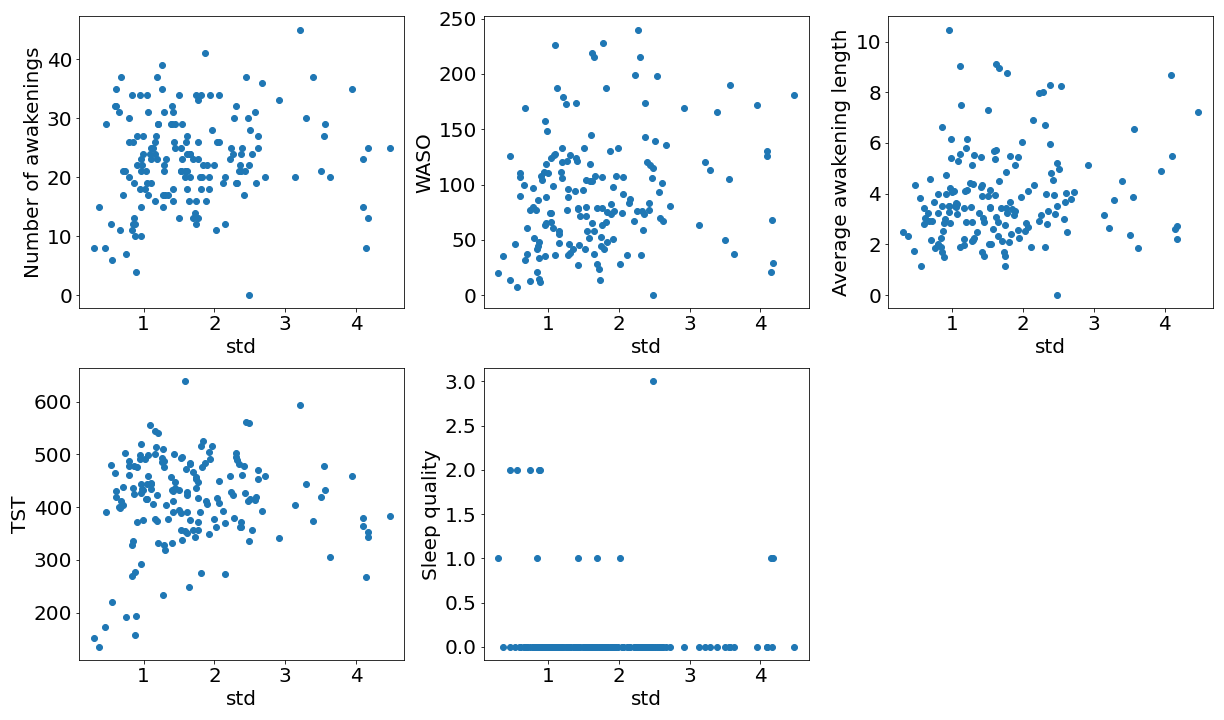 Number of awakenings
40
30
20
10
0
1 2 3 4
std
WASO
250
200
150
100
50
0
1 2 3 4
std
Average awakening length
10
8
6
4
2
0
1 2 3 4
std
TST
600
500
400
300
200
1 2 3 4
std
Sleep quality
3.0
2.5
2.0
1.5
1.0
0.5
0.0
1 2 3 4
std